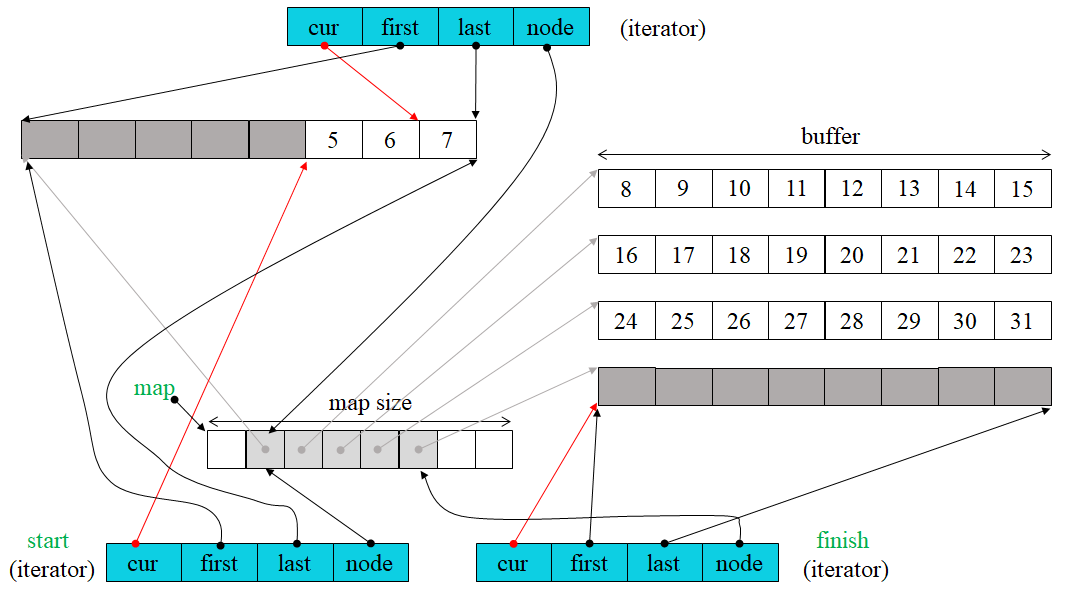 cur first last node (iterator)
5 6 7
buffer
8 9 10 11 12 13 14 15
16 17 18 19 20 21 22 23
24 25 26 27 28 29 30 31
map
map size
start
(iterator)
cur first last node
cur first last node
finish
(iterator)